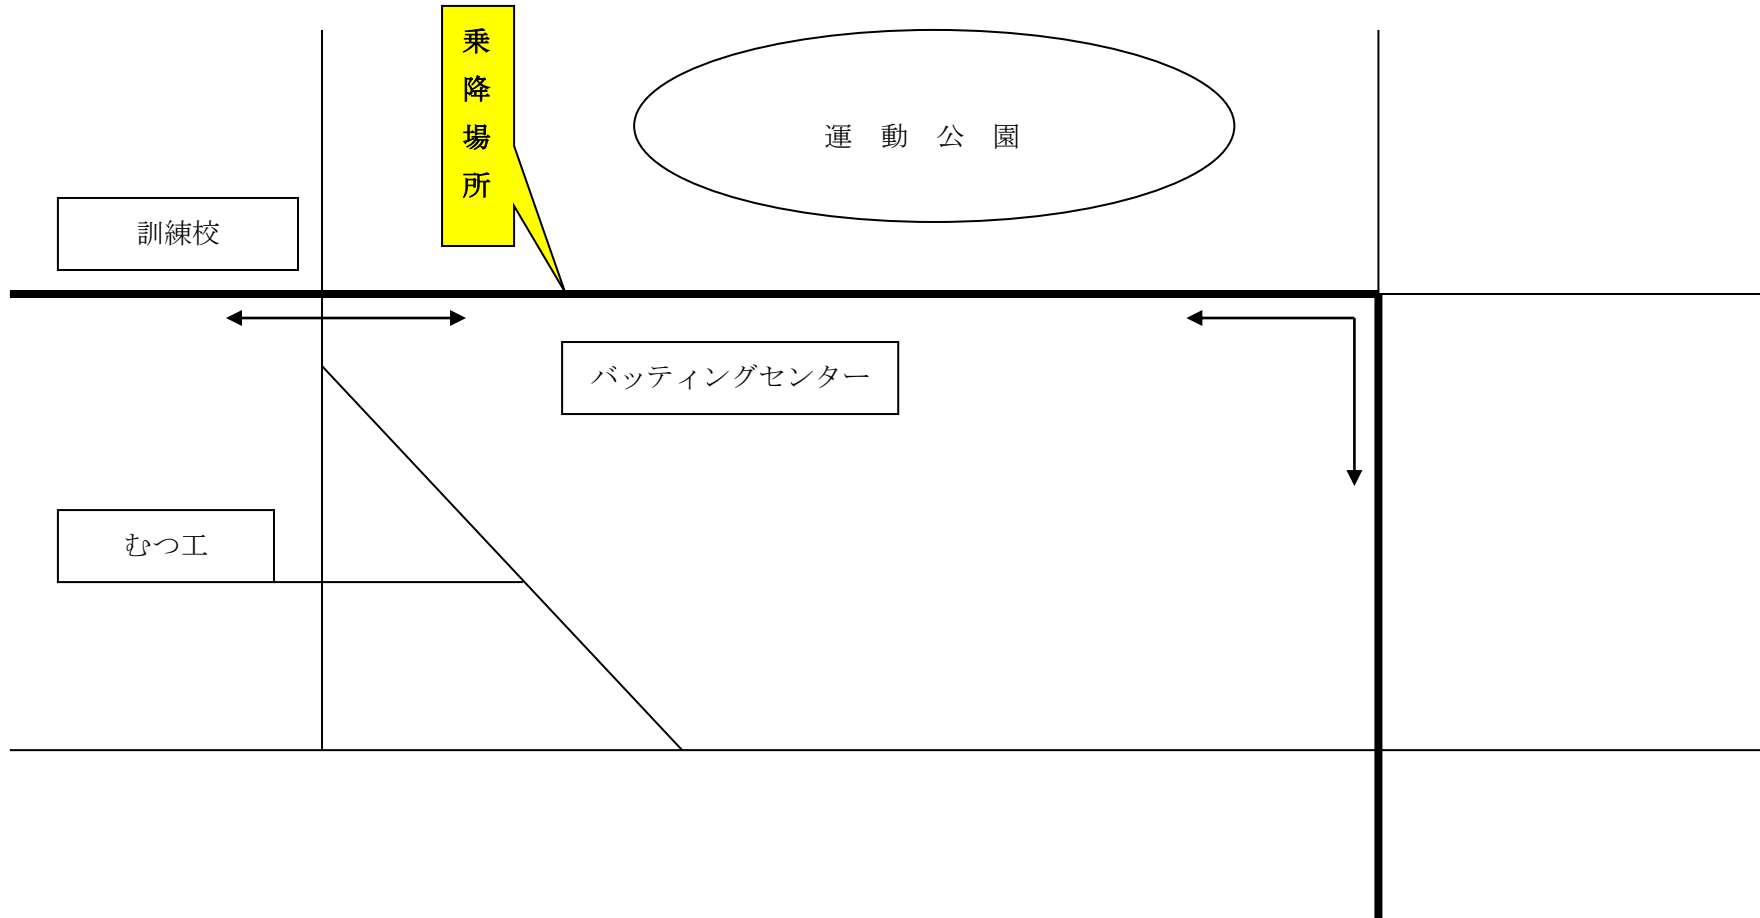 乗降場所
運 動 公 園
訓練校
バッティングセンター
むつ工